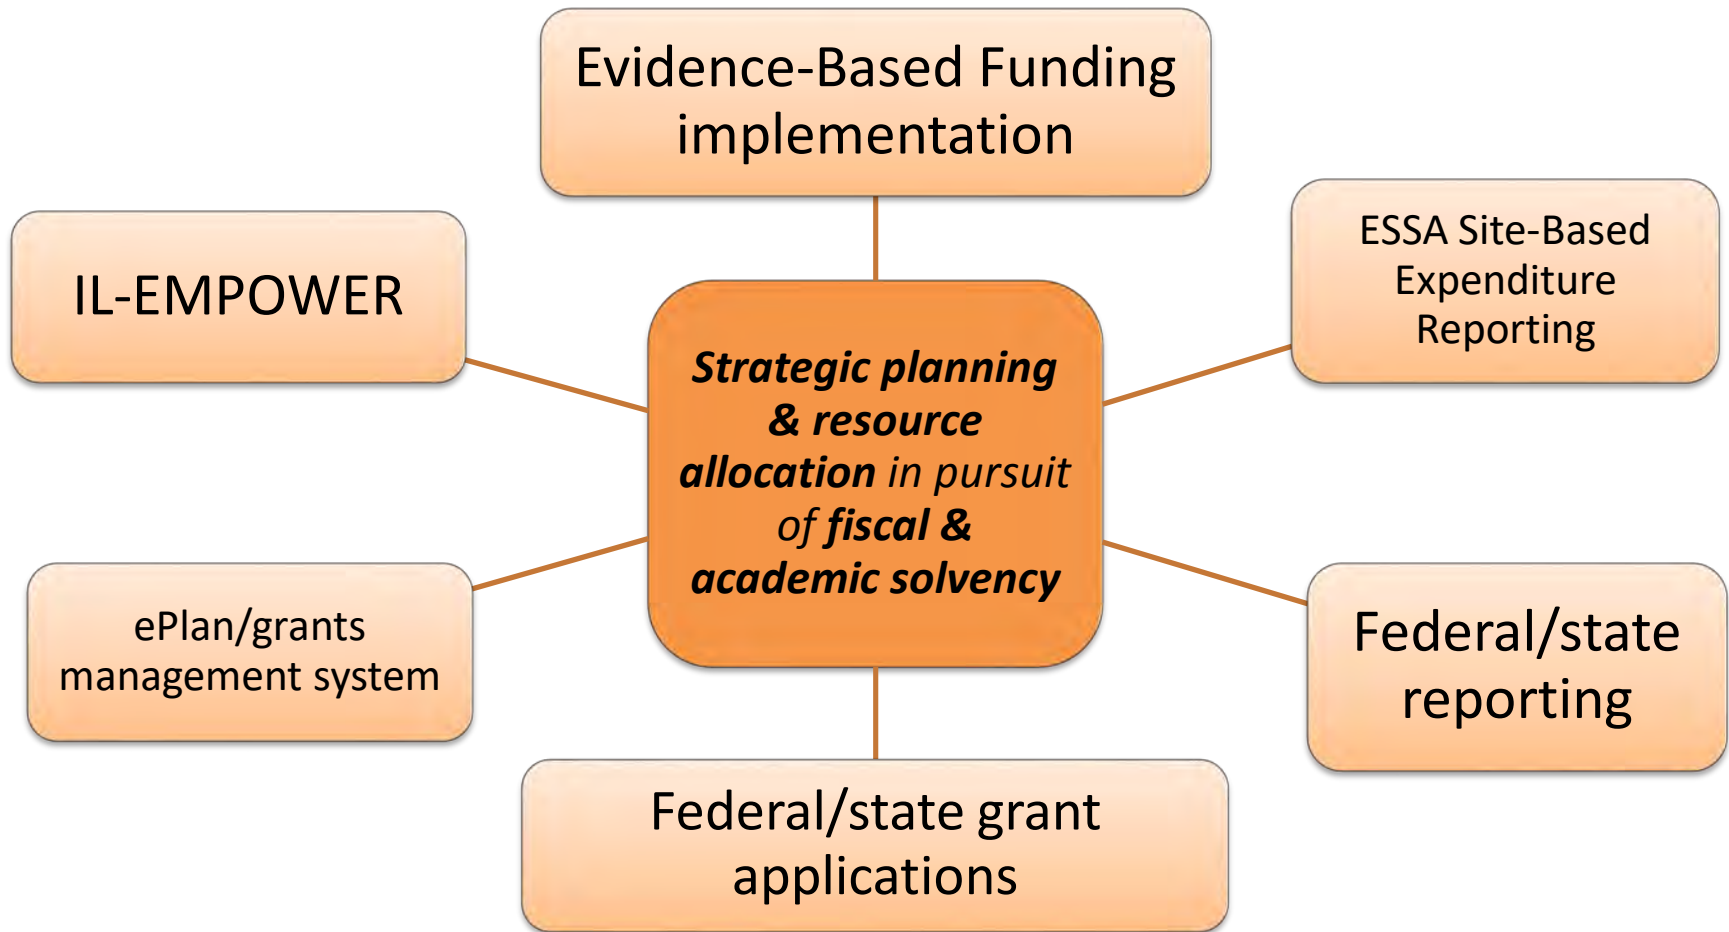 Evidence-Based Funding
implementation
ESSA Site-Based
Expenditure
Reporting
IL-EMPOWER
Strategic planning
& resource
allocation in pursuit
of fiscal &
academic solvency
ePlan/grants
management system
Federal/state
reporting
Federal/state grant
applications